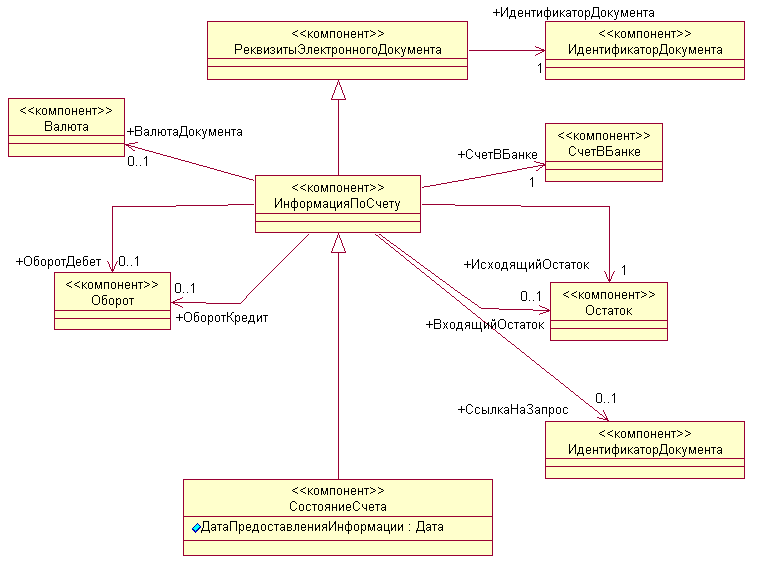 +ИдентификаторДокумента
<<компонент>>
РеквизитыЭлектронногоДокумента
<<компонент>>
ИдентификаторДокумента
1
<<компонент>>
Валюта
+ВалютаДокумента
0..1
<<компонент>>
СчетВБанке
+СчетВБанке
1
<<компонент>>
ИнформацияПоСчету
+ОборотДебет
0..1
+ИсходящийОстаток
1
<<компонент>>
Оборот
0..1
+ОборотКредит
0..1
+ВходящийОстаток
<<компонент>>
Остаток
0..1
+СсылкаНаЗапрос
<<компонент>>
ИдентификаторДокумента
<<компонент>>
СостояниеСчета
ДатаПредоставленияИнформации : Дата